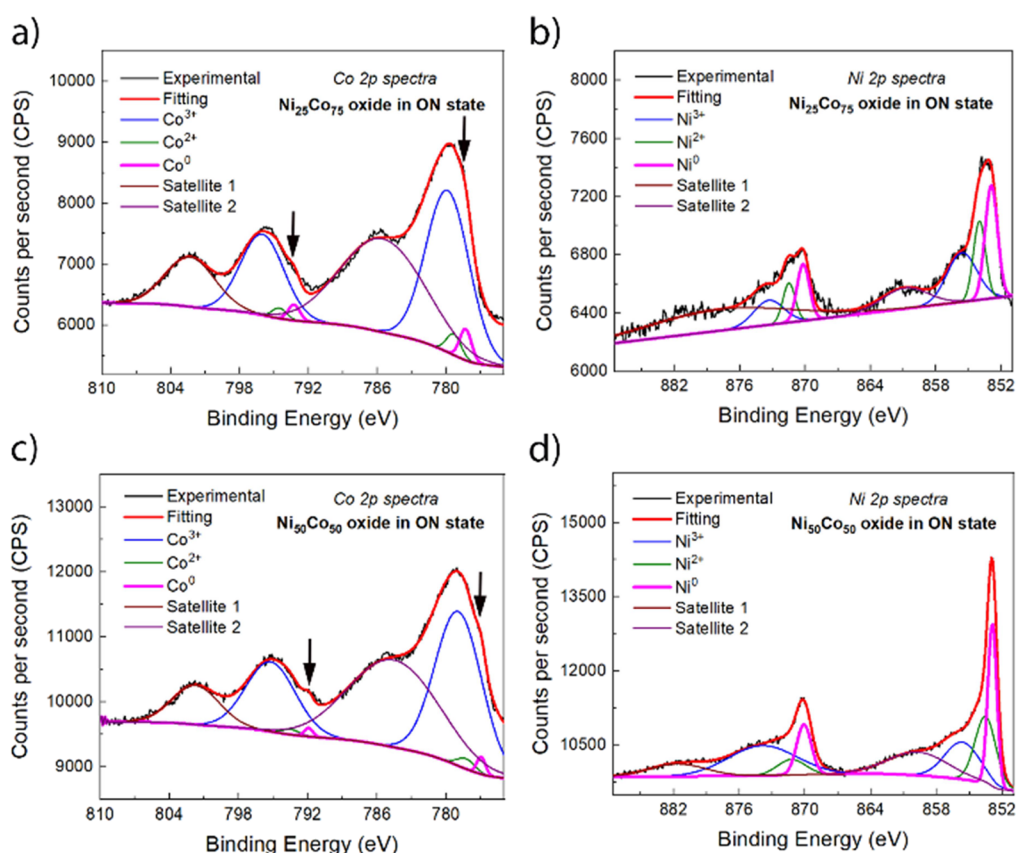 a)
Counts per second (CPS)
10000
9000
8000
7000
6000
Experimental
Fitting
Co³⁺
Co²⁺
Co⁰
Satellite 1
Satellite 2
Co 2p spectra
Ni₂₅Co₇₅ oxide in ON state
810 804 798 792 786 780
Binding Energy (eV)
b)
Counts per second (CPS)
8000
7600
7200
6800
6400
6000
Experimental
Fitting
Ni³⁺
Ni²⁺
Ni⁰
Satellite 1
Satellite 2
Ni 2p spectra
Ni₂₅Co₇₅ oxide in ON state
882 876 870 864 858 852
Binding Energy (eV)
c)
Counts per second (CPS)
13000
12000
11000
10000
9000
Experimental
Fitting
Co³⁺
Co²⁺
Co⁰
Satellite 1
Satellite 2
Co 2p spectra
Ni₅₀Co₅₀ oxide in ON state
810 804 798 792 786 780
Binding Energy (eV)
d)
Counts per second (CPS)
15000
13500
12000
10500
Experimental
Fitting
Ni³⁺
Ni²⁺
Ni⁰
Satellite 1
Satellite 2
Ni 2p spectra
Ni₅₀Co₅₀ oxide in ON state
882 876 870 864 858 852
Binding Energy (eV)